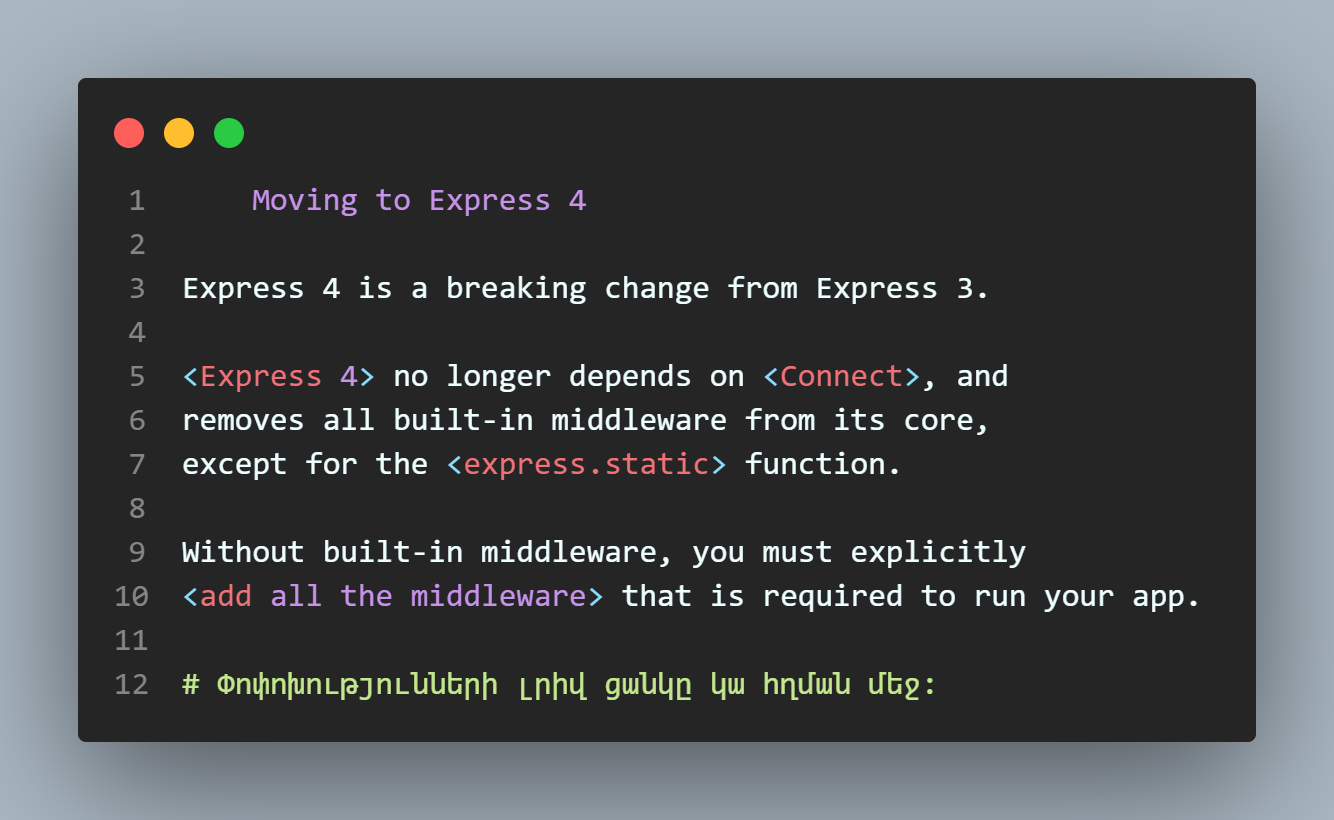 1 Moving to Express 4
2
3 Express 4 is a breaking change from Express 3.
4
5 <Express 4> no longer depends on <Connect>, and
6 removes all built-in middleware from its core,
7 except for the <express.static> function.
8
9 Without built-in middleware, you must explicitly
10 <add all the middleware> that is required to run your app.
11
12 # Փոփոխությունների լրիվ ցանկը կա հղման մեջ: